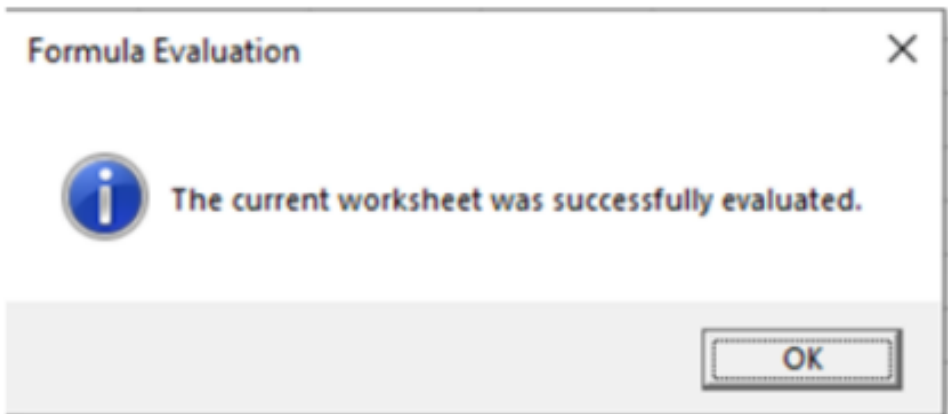 Formula Evaluation
The current worksheet was successfully evaluated.
OK